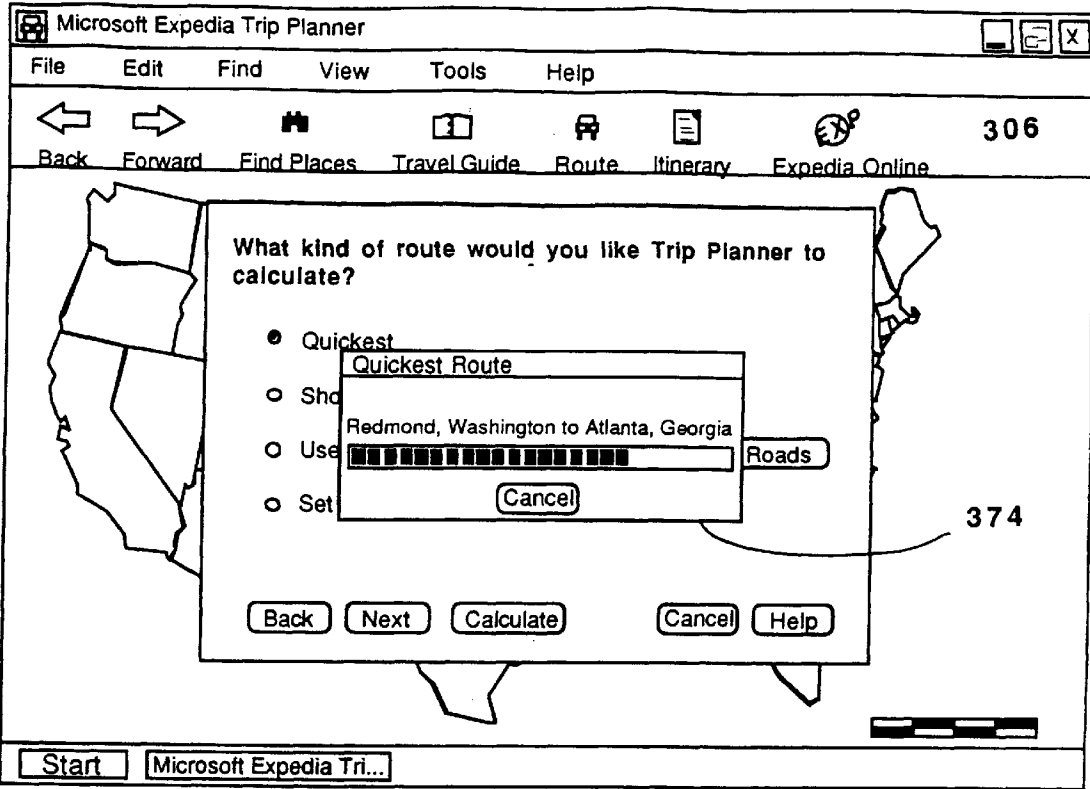 Microsoft Expedia Trip Planner
File Edit Find View Tools Help
306
Back Forward Find Places Travel Guide Route Itinerary Expedia Online
What kind of route would you like Trip Planner to
calculate?
Quickest
Quickest Route
Sho
Redmond, Washington to Atlanta, Georgia
Use Roads
Cancel
Set
374
Back Next Calculate Cancel Help
Start Microsoft Expedia Tri...